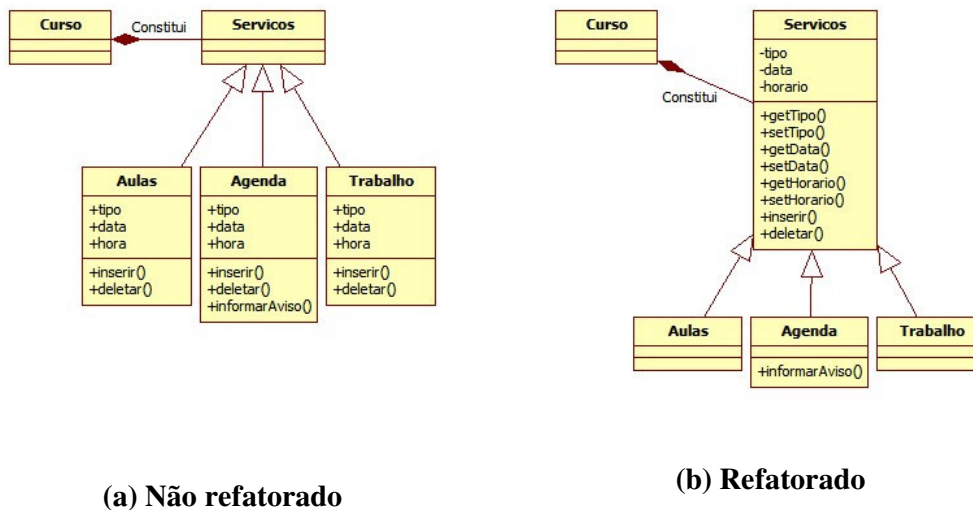 Curso
Constitui
Servicos
Aulas
+tipo
+data
+hora
+inserir()
+deletar()
Agenda
+tipo
+data
+hora
+inserir()
+deletar()
+informarAviso()
Trabalho
+tipo
+data
+hora
+inserir()
+deletar()
(a) Não refatorado
Curso
Constitui
Servicos
-tipo
-data
-horario
+getTipo()
+setTipo()
+getData()
+setData()
+getHorario()
+setHorario()
+inserir()
+deletar()
Aulas
Agenda
+informarAviso()
Trabalho
(b) Refatorado